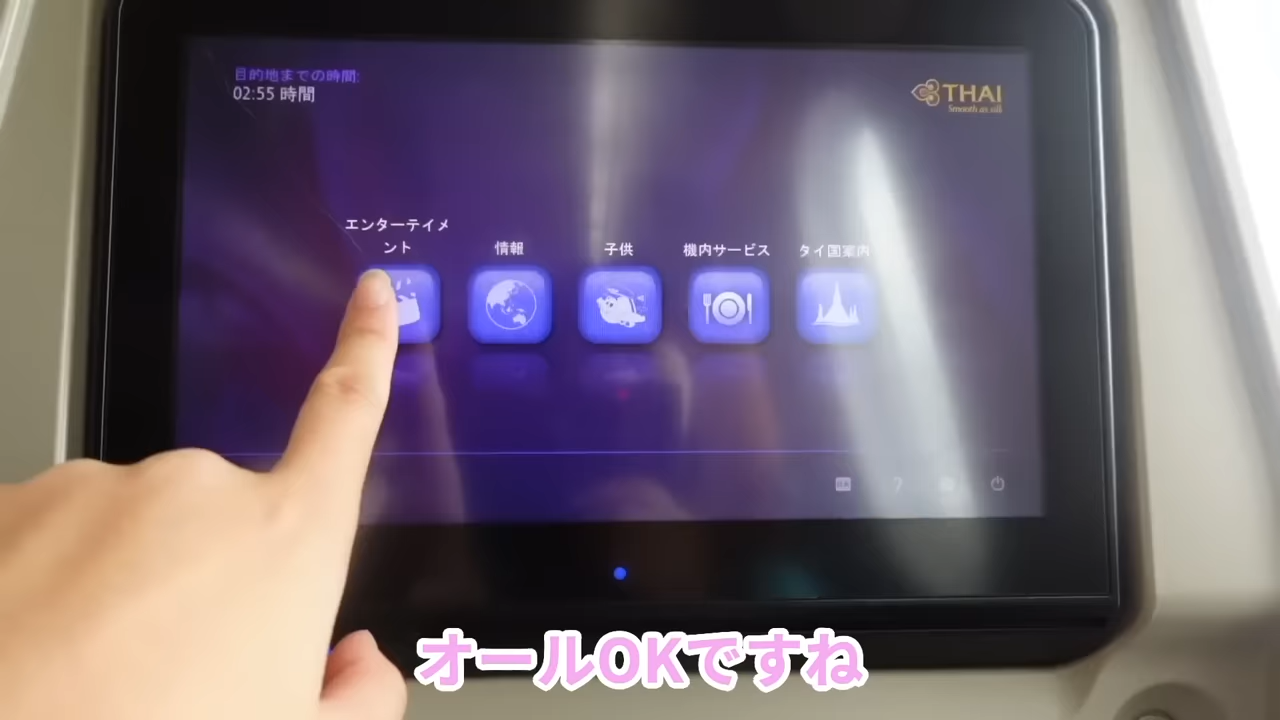 目的地までの時間:
02:55 時間
THAI
Smooth as silk
エンターテイメ
ント
情報
子供
機内サービス
タイ国案内
?
オールOKですね